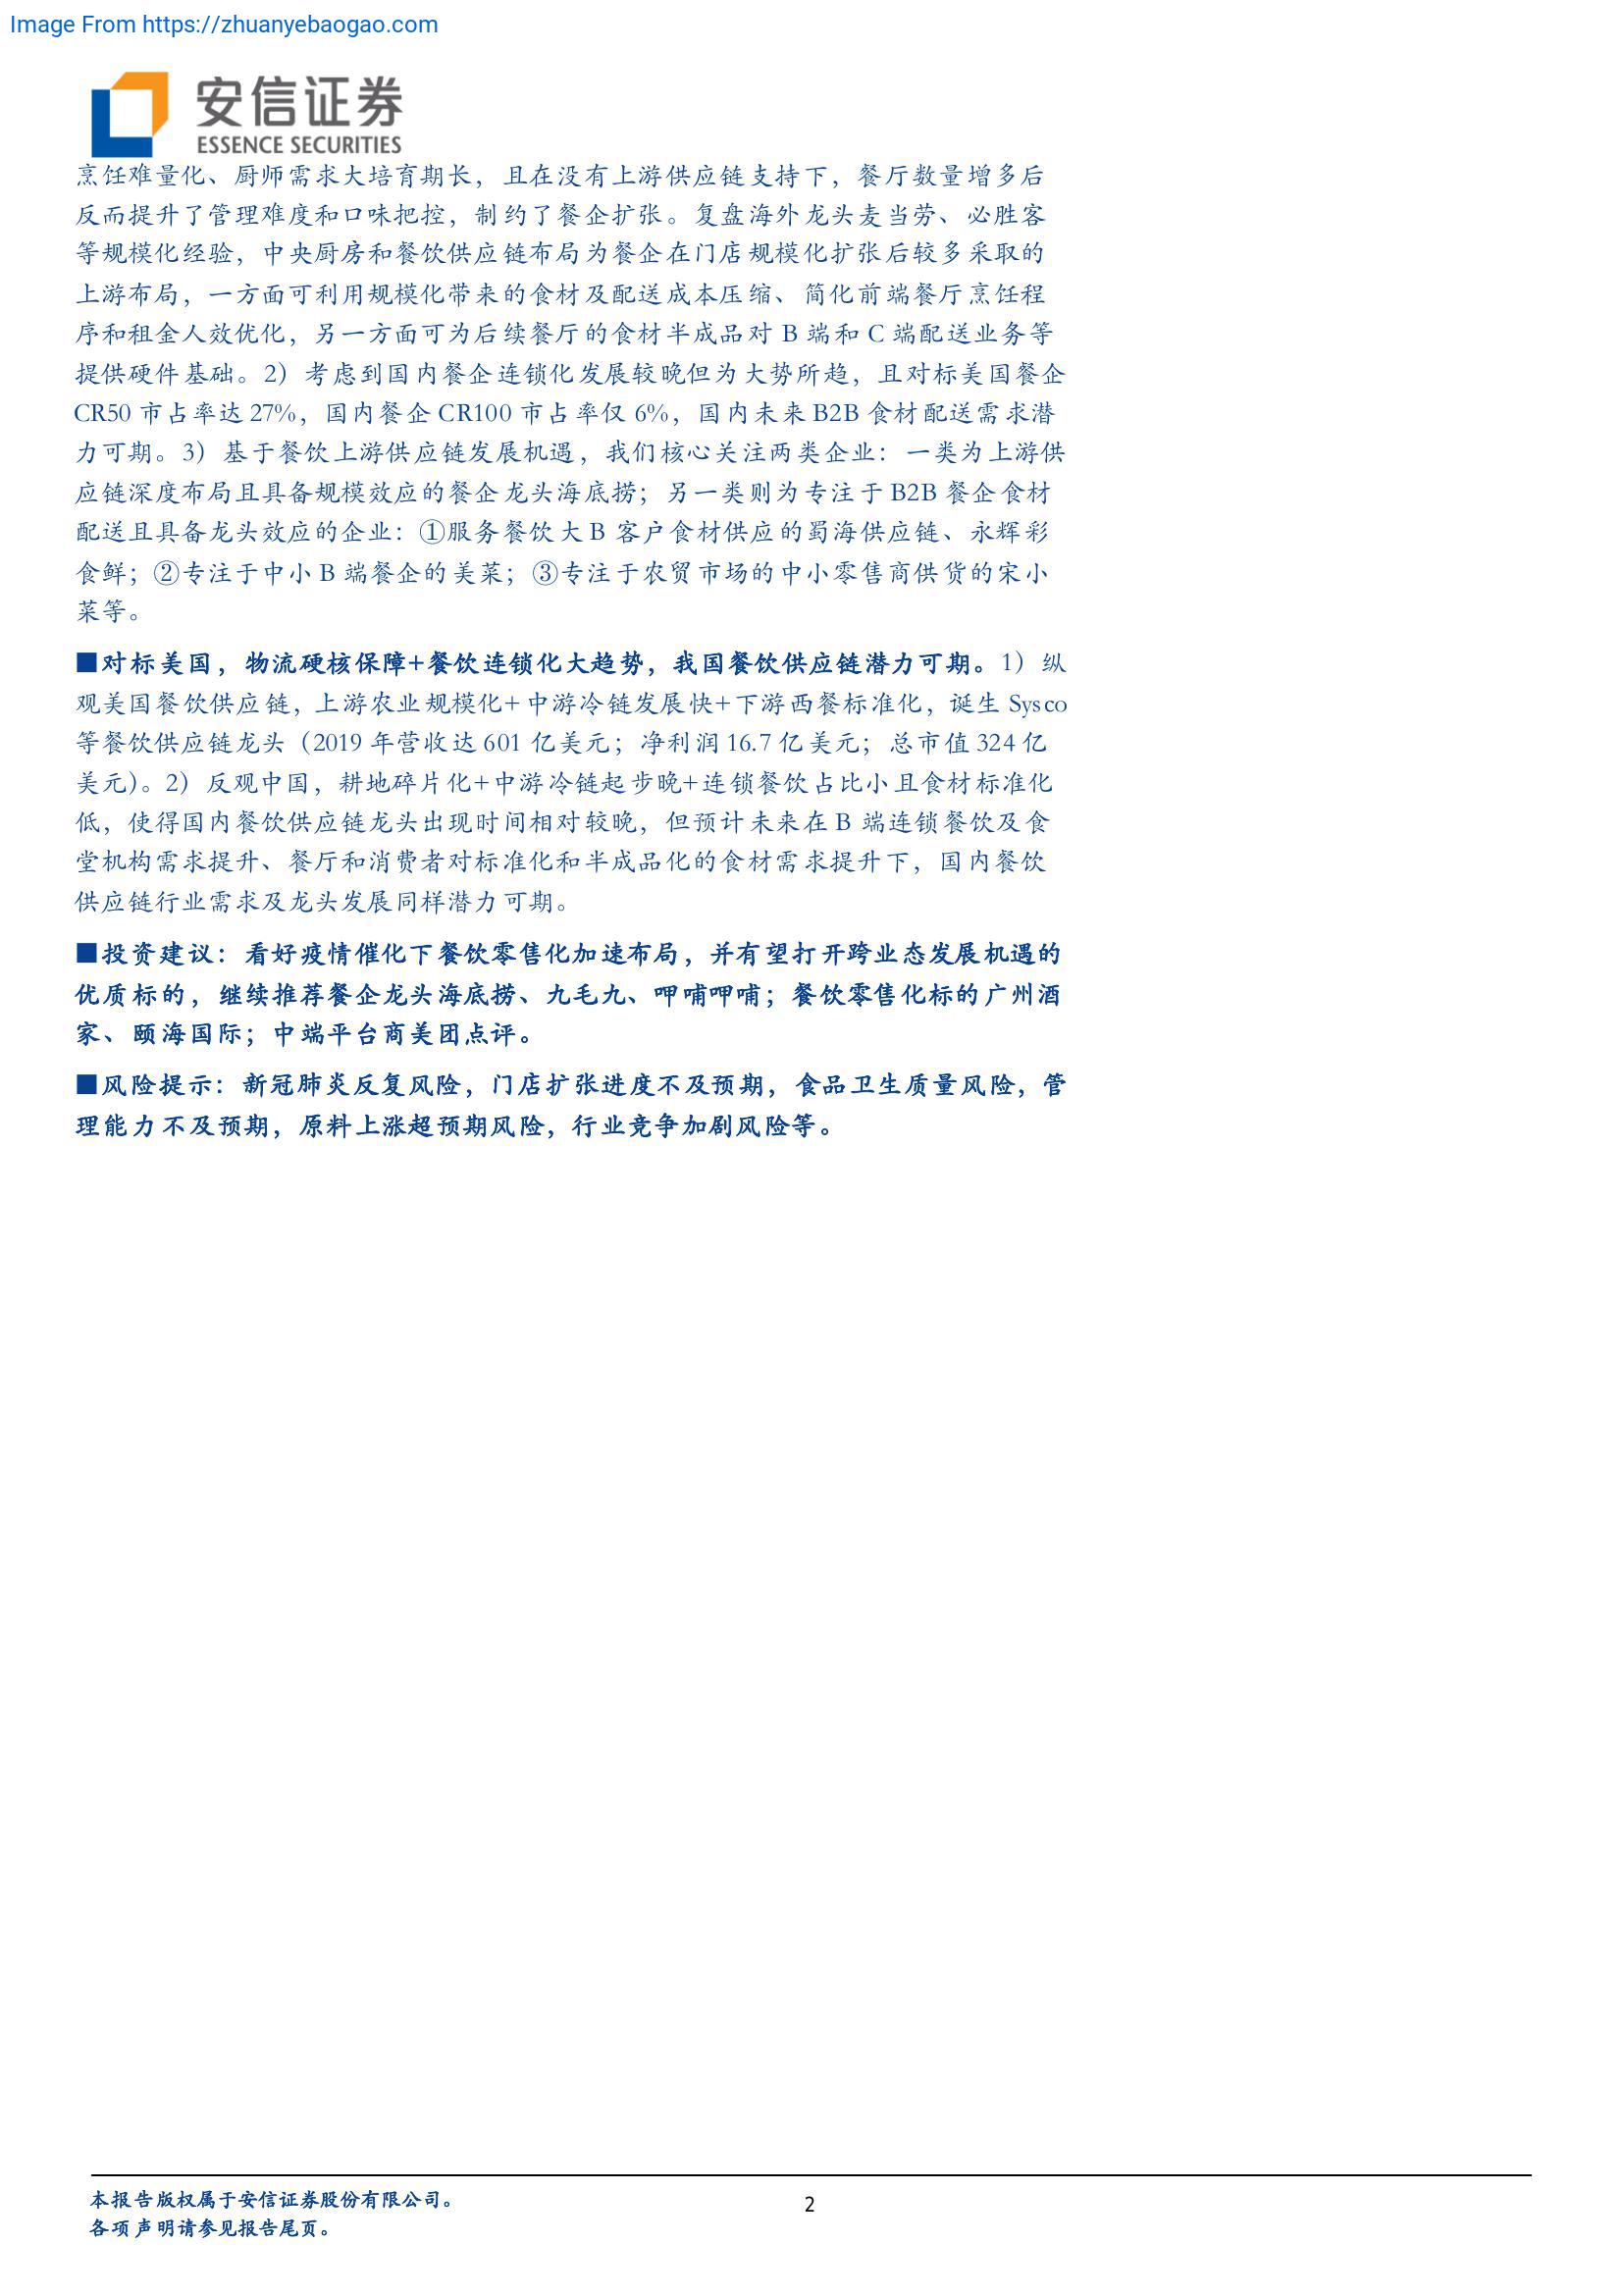 Image From https://zhuanyebaogao.com
安信证券
ESSENCE SECURITIES
烹饪难量化、厨师需求大培育期长，且在没有上游供应链支持下，餐厅数量增多后
反而提升了管理难度和口味把控，制约了餐企扩张。复盘海外龙头麦当劳、必胜客
等规模化经验，中央厨房和餐饮供应链布局为餐企在门店规模化扩张后较多采取的
上游布局，一方面可利用规模化带来的食材及配送成本压缩、简化前端餐厅烹饪程
序和租金人效优化，另一方面可为后续餐厅的食材半成品对 B 端和 C 端配送业务等
提供硬件基础。2）考虑到国内餐企连锁化发展较晚但为大势所趋，且对标美国餐企
CR50 市占率达 27%，国内餐企 CR100 市占率仅 6%，国内未来 B2B 食材配送需求潜
力可期。3）基于餐饮上游供应链发展机遇，我们核心关注两类企业：一类为上游供
应链深度布局且具备规模效应的餐企龙头海底捞；另一类则为专注于 B2B 餐企食材
配送且具备龙头效应的企业：①服务餐饮大 B 客户食材供应的蜀海供应链、永辉彩
食鲜；②专注于中小 B 端餐企的美菜；③专注于农贸市场的中小零售商供货的宋小
菜等。
■对标美国，物流硬核保障+餐饮连锁化大趋势，我国餐饮供应链潜力可期。1）纵
观美国餐饮供应链，上游农业规模化+中游冷链发展快+下游西餐标准化，诞生 Sysco
等餐饮供应链龙头（2019 年营收达 601 亿美元；净利润 16.7 亿美元；总市值 324 亿
美元）。2）反观中国，耕地碎片化+中游冷链起步晚+连锁餐饮占比小且食材标准化
低，使得国内餐饮供应链龙头出现时间相对较晚，但预计未来在 B 端连锁餐饮及食
堂机构需求提升、餐厅和消费者对标准化和半成品化的食材需求提升下，国内餐饮
供应链行业需求及龙头发展同样潜力可期。
■投资建议：看好疫情催化下餐饮零售化加速布局，并有望打开跨业态发展机遇的
优质标的，继续推荐餐企龙头海底捞、九毛九、呷哺呷哺；餐饮零售化标的广州酒
家、颐海国际；中端平台商美团点评。
■风险提示：新冠肺炎反复风险，门店扩张进度不及预期，食品卫生质量风险，管
理能力不及预期，原料上涨超预期风险，行业竞争加剧风险等。
本报告版权属于安信证券股份有限公司。
各项声明请参见报告尾页。
2